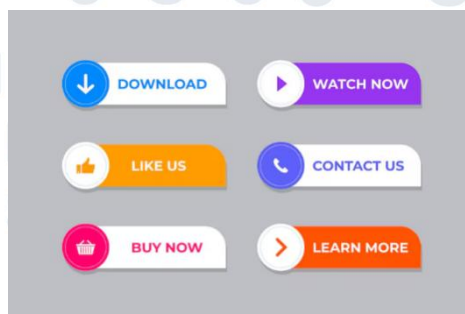 DOWNLOAD
WATCH NOW
LIKE US
CONTACT US
BUY NOW
LEARN MORE